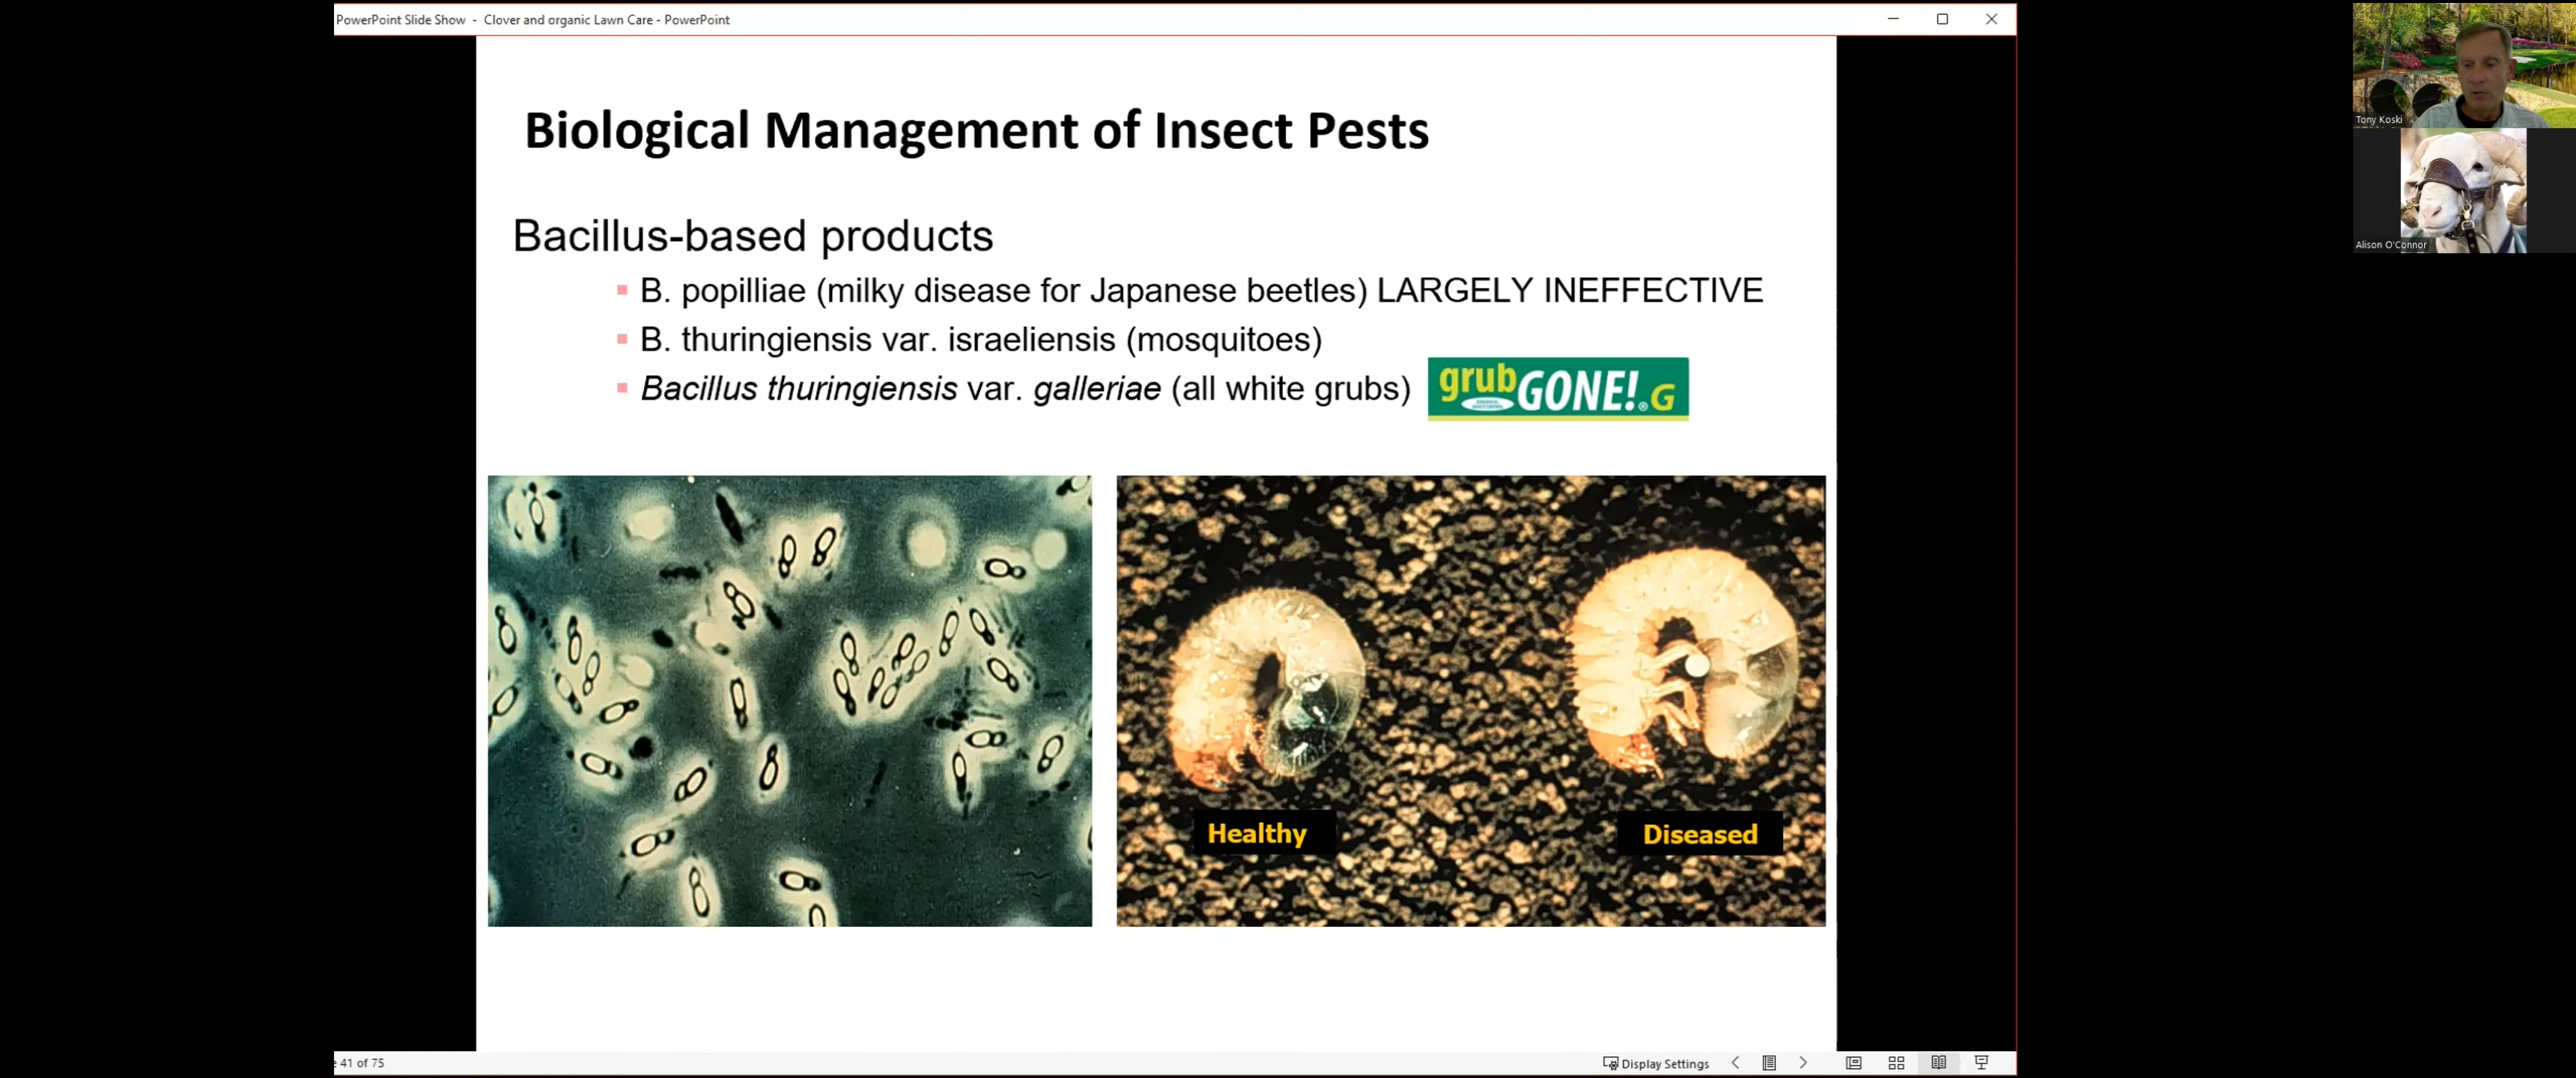 PowerPoint Slide Show - Clover and organic Lawn Care - PowerPoint
Tony Koski
Alison O'Connor
Biological Management of Insect Pests
Bacillus-based products
B. popilliae (milky disease for Japanese beetles) LARGELY INEFFECTIVE
B. thuringiensis var. israeliensis (mosquitoes)
Bacillus thuringiensis var. galleriae (all white grubs)
grubGONE!® G
Healthy
Diseased
41 of 75
Display Settings